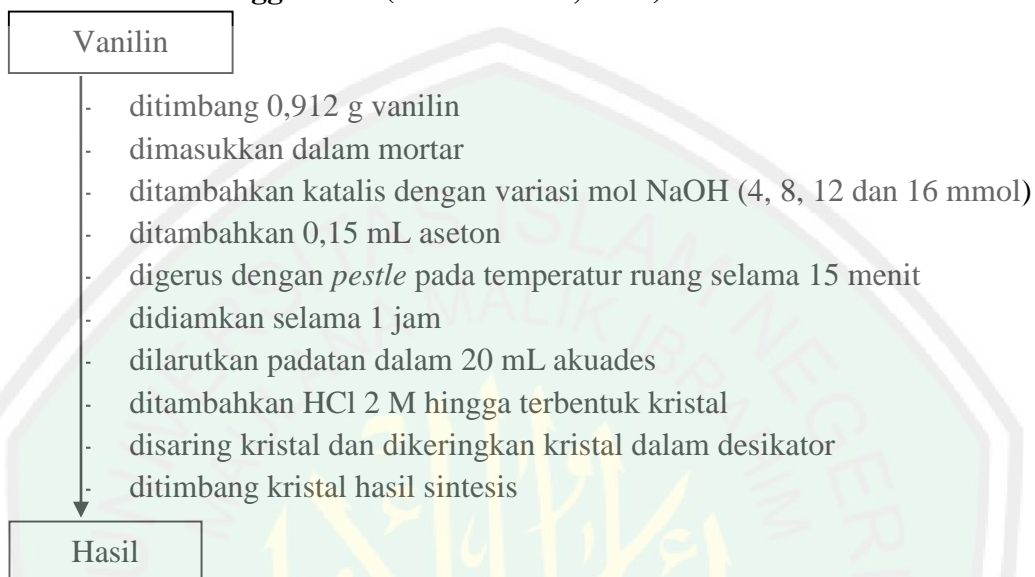 Vanilin
- ditimbang 0,912 g vanilin
- dimasukkan dalam mortar
- ditambahkan katalis dengan variasi mol NaOH (4, 8, 12 dan 16 mmol)
- ditambahkan 0,15 mL aseton
- digerus dengan pestle pada temperatur ruang selama 15 menit
- didiamkan selama 1 jam
- dilarutkan padatan dalam 20 mL akuades
- ditambahkan HCl 2 M hingga terbentuk kristal
- disaring kristal dan dikeringkan kristal dalam desikator
- ditimbang kristal hasil sintesis
Hasil